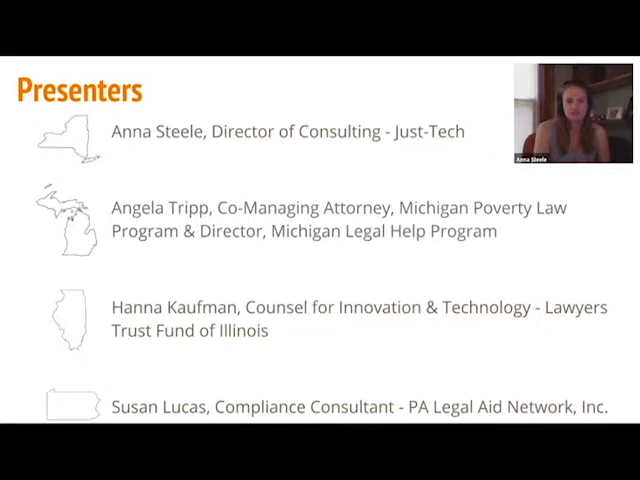 Presenters
Anna Steele, Director of Consulting - Just-Tech
Anna Steele
Angela Tripp, Co-Managing Attorney, Michigan Poverty Law
Program & Director, Michigan Legal Help Program
Hanna Kaufman, Counsel for Innovation & Technology - Lawyers
Trust Fund of Illinois
Susan Lucas, Compliance Consultant - PA Legal Aid Network, Inc.